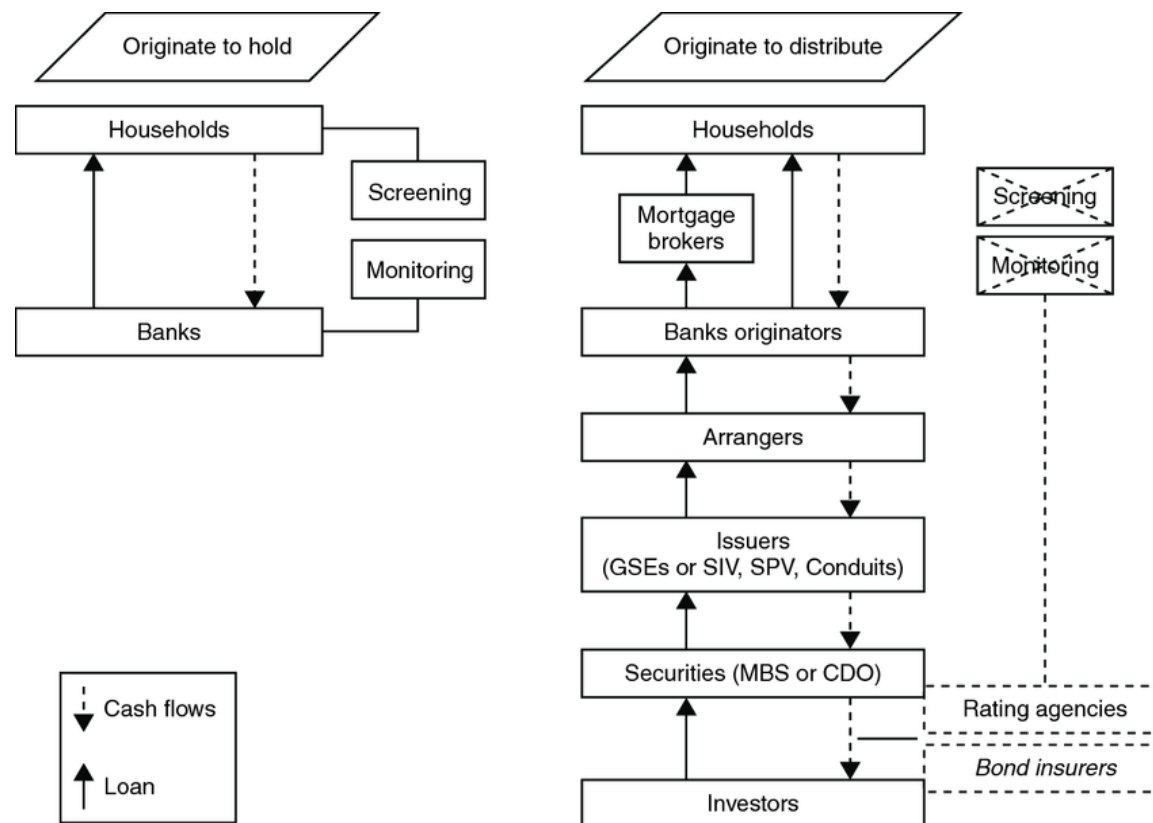 Originate to hold
Originate to distribute
Households
Screening
Monitoring
Banks
Households
Mortgage
brokers
Screening
Monitoring
Banks originators
Arrangers
Issuers
(GSEs or SIV, SPV, Conduits)
Securities (MBS or CDO)
Rating agencies
Bond insurers
Investors
Cash flows
Loan